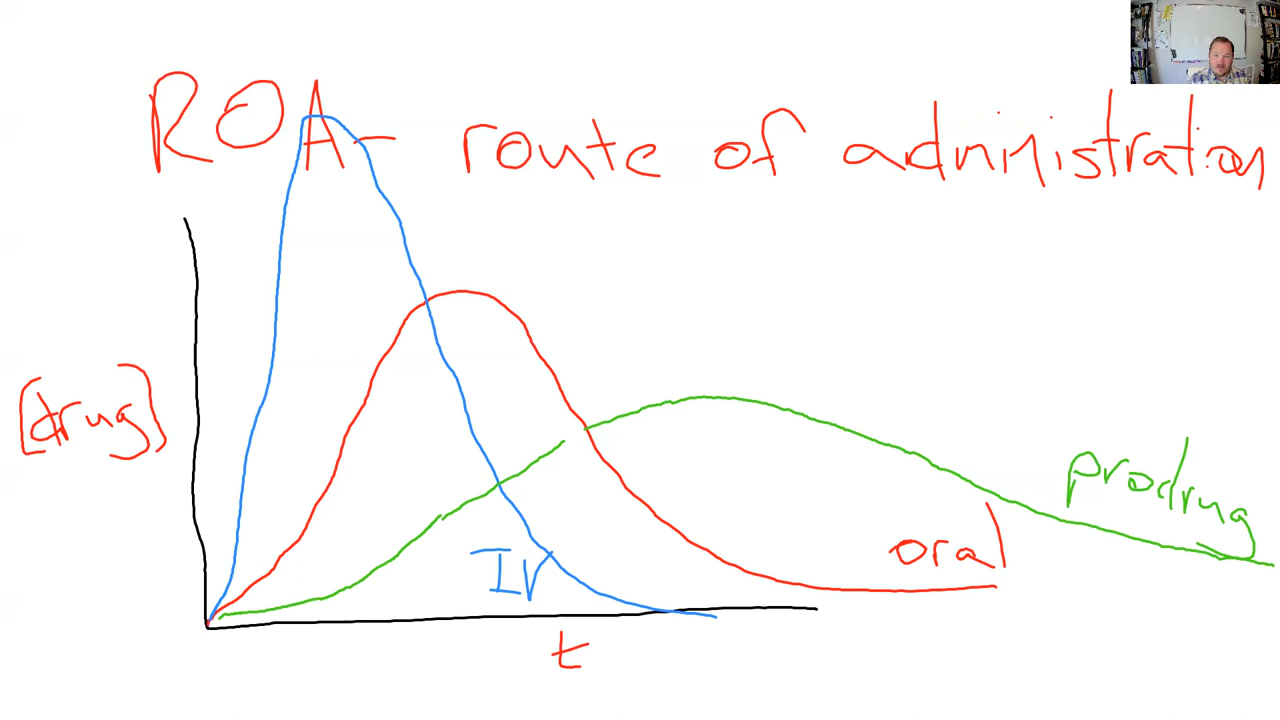 ROA - route of administration
[drug]
prodrug
oral
IV
t